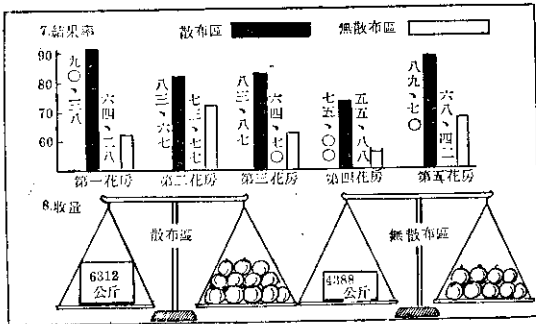 7.結果率 散布區 無散布區
90
80
70
60
九〇、三八
六四、二八
八三、六七
七三、七七
八三、八七
六四、七〇
七五、〇〇
五五、八八
八九、七〇
六八、四二
第一花房 第二花房 第三花房 第四花房 第五花房
8.收量
散布區 無散布區
6312
公斤
4388
公斤